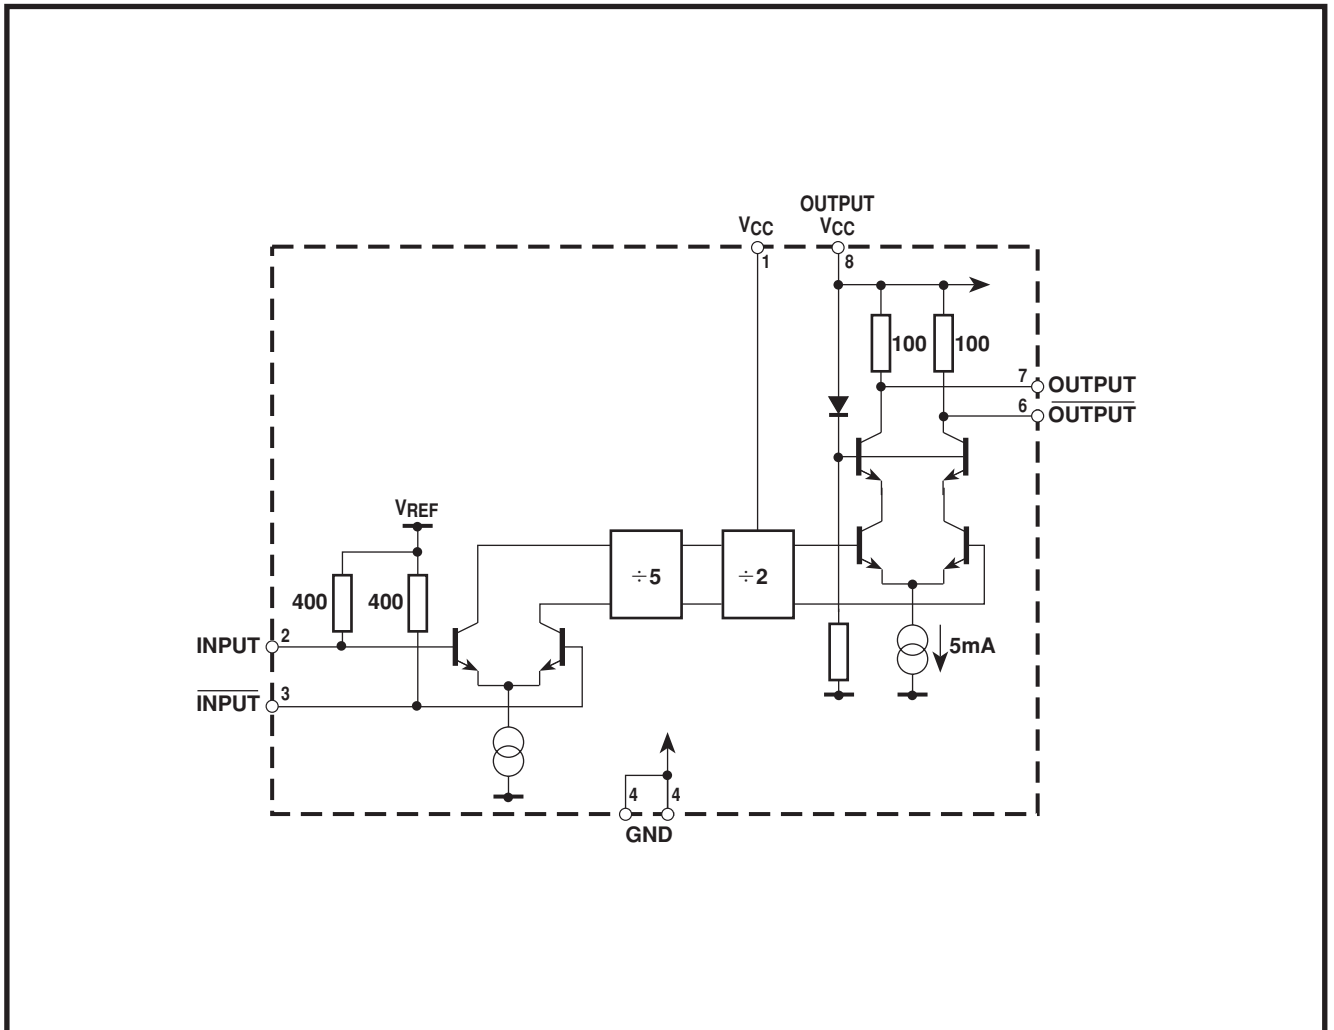 OUTPUT
VCC VCC
1 8
100 100
7 OUTPUT
6 OUTPUT
VREF
÷5 ÷2
400 400
INPUT 2
5mA
INPUT 3
4 4
GND